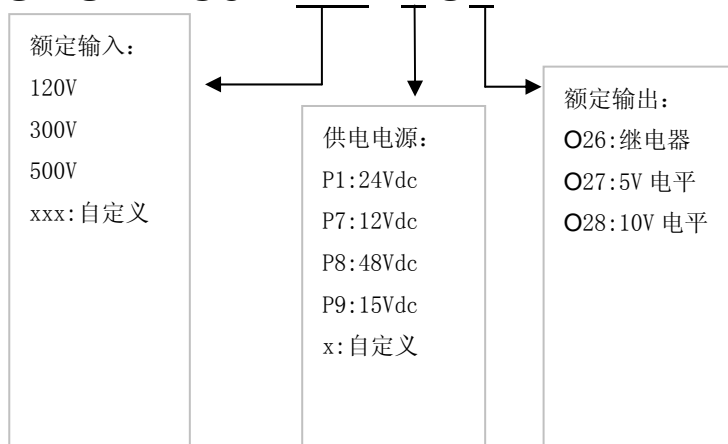 额定输入：
120V
300V
500V
xxx:自定义
供电电源：
P1:24Vdc
P7:12Vdc
P8:48Vdc
P9:15Vdc
x:自定义
额定输出：
O26:继电器
O27:5V 电平
O28:10V 电平